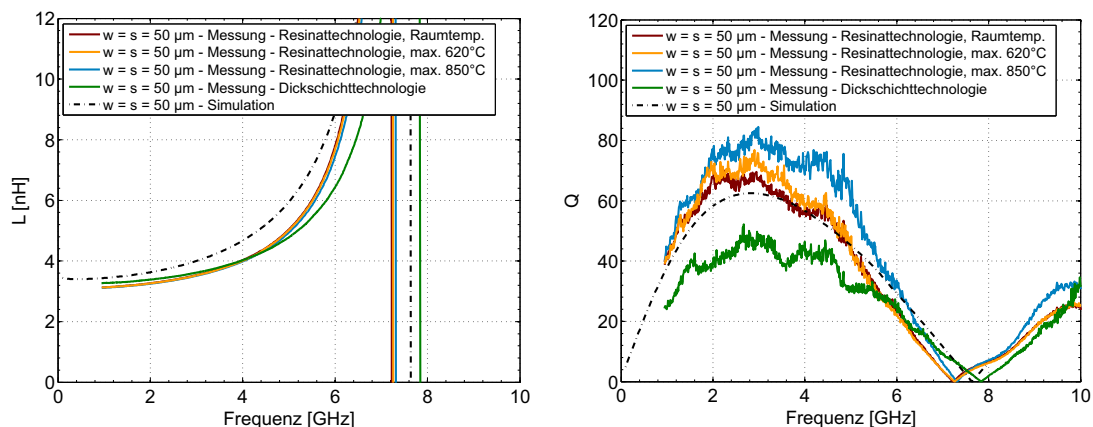 12
10
8
6
4
2
0
L [nH]
w = s = 50 µm - Messung - Resinattechnologie, Raumtemp.
w = s = 50 µm - Messung - Resinattechnologie, max. 620°C
w = s = 50 µm - Messung - Resinattechnologie, max. 850°C
w = s = 50 µm - Messung - Dickschichttechnologie
w = s = 50 µm - Simulation
0 2 4 6 8 10
Frequenz [GHz]
120
100
80
60
40
20
0
Q
w = s = 50 µm - Messung - Resinattechnologie, Raumtemp.
w = s = 50 µm - Messung - Resinattechnologie, max. 620°C
w = s = 50 µm - Messung - Resinattechnologie, max. 850°C
w = s = 50 µm - Messung - Dickschichttechnologie
w = s = 50 µm - Simulation
0 2 4 6 8 10
Frequenz [GHz]